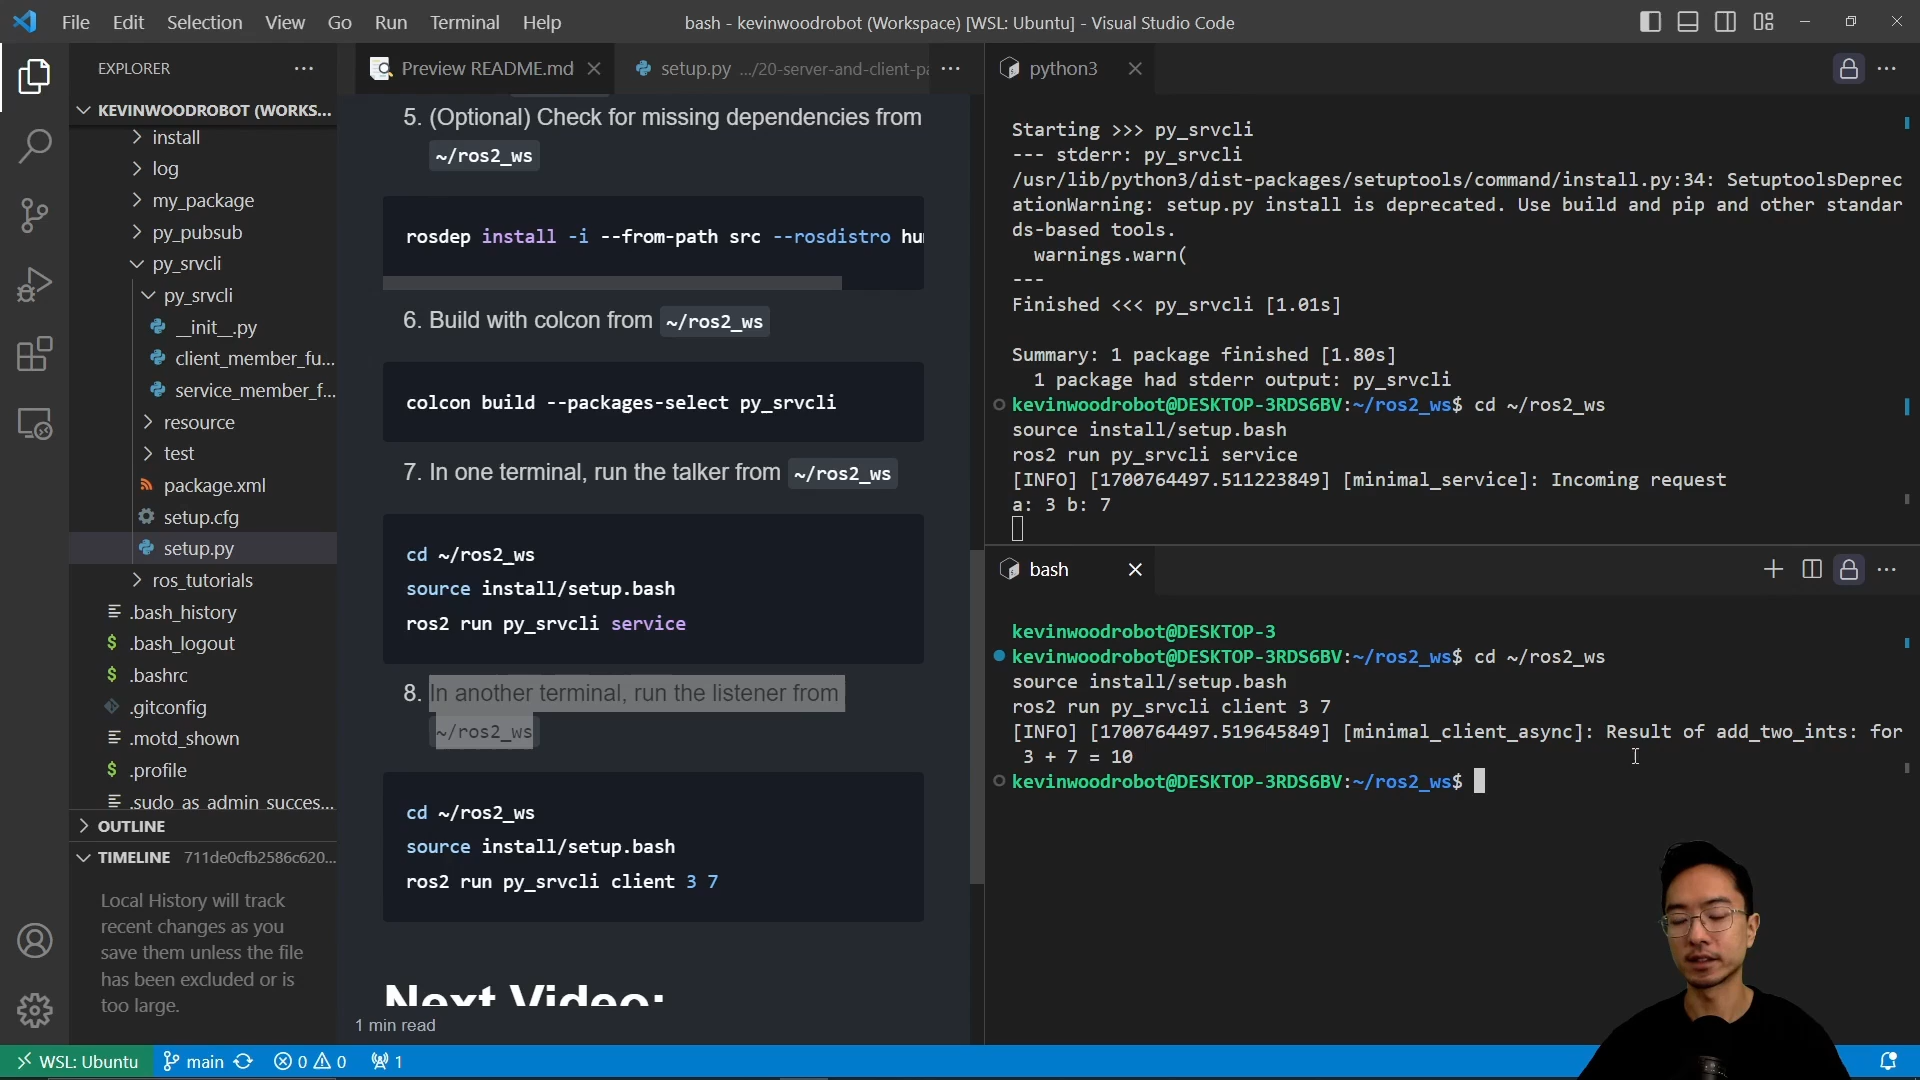 File Edit Selection View Go Run Terminal Help
bash - kevinwoodrobot (Workspace) [WSL: Ubuntu] - Visual Studio Code
EXPLORER
KEVINWOODROBOT (WORKS...
install
log
my_package
py_pubsub
py_srvcli
py_srvcli
__init__.py
client_member_fu...
service_member_f...
resource
test
package.xml
setup.cfg
setup.py
ros_tutorials
.bash_history
.bash_logout
.bashrc
.gitconfig
.motd_shown
.profile
.sudo_as_admin_succes...
OUTLINE
TIMELINE 711de0cfb2586c620...
Local History will track
recent changes as you
save them unless the file
has been excluded or is
too large.
Preview README.md
setup.py .../20-server-and-client-pa
5. (Optional) Check for missing dependencies from
~/ros2_ws
rosdep install -i --from-path src --rosdistro hu
6. Build with colcon from ~/ros2_ws
colcon build --packages-select py_srvcli
7. In one terminal, run the talker from ~/ros2_ws
cd ~/ros2_ws
source install/setup.bash
ros2 run py_srvcli service
8. In another terminal, run the listener from
~/ros2_ws
cd ~/ros2_ws
source install/setup.bash
ros2 run py_srvcli client 3 7
Next Video:
1 min read
python3
Starting >>> py_srvcli
--- stderr: py_srvcli
/usr/lib/python3/dist-packages/setuptools/command/install.py:34: SetuptoolsDeprec
ationWarning: setup.py install is deprecated. Use build and pip and other standar
ds-based tools.
warnings.warn(
---
Finished <<< py_srvcli [1.01s]
Summary: 1 package finished [1.80s]
1 package had stderr output: py_srvcli
kevinwoodrobot@DESKTOP-3RDS6BV:~/ros2_ws$ cd ~/ros2_ws
source install/setup.bash
ros2 run py_srvcli service
[INFO] [1700764497.511223849] [minimal_service]: Incoming request
a: 3 b: 7
bash
kevinwoodrobot@DESKTOP-3
kevinwoodrobot@DESKTOP-3RDS6BV:~/ros2_ws$ cd ~/ros2_ws
source install/setup.bash
ros2 run py_srvcli client 3 7
[INFO] [1700764497.519645849] [minimal_client_async]: Result of add_two_ints: for
3 + 7 = 10
kevinwoodrobot@DESKTOP-3RDS6BV:~/ros2_ws$
WSL: Ubuntu main 0 0 1